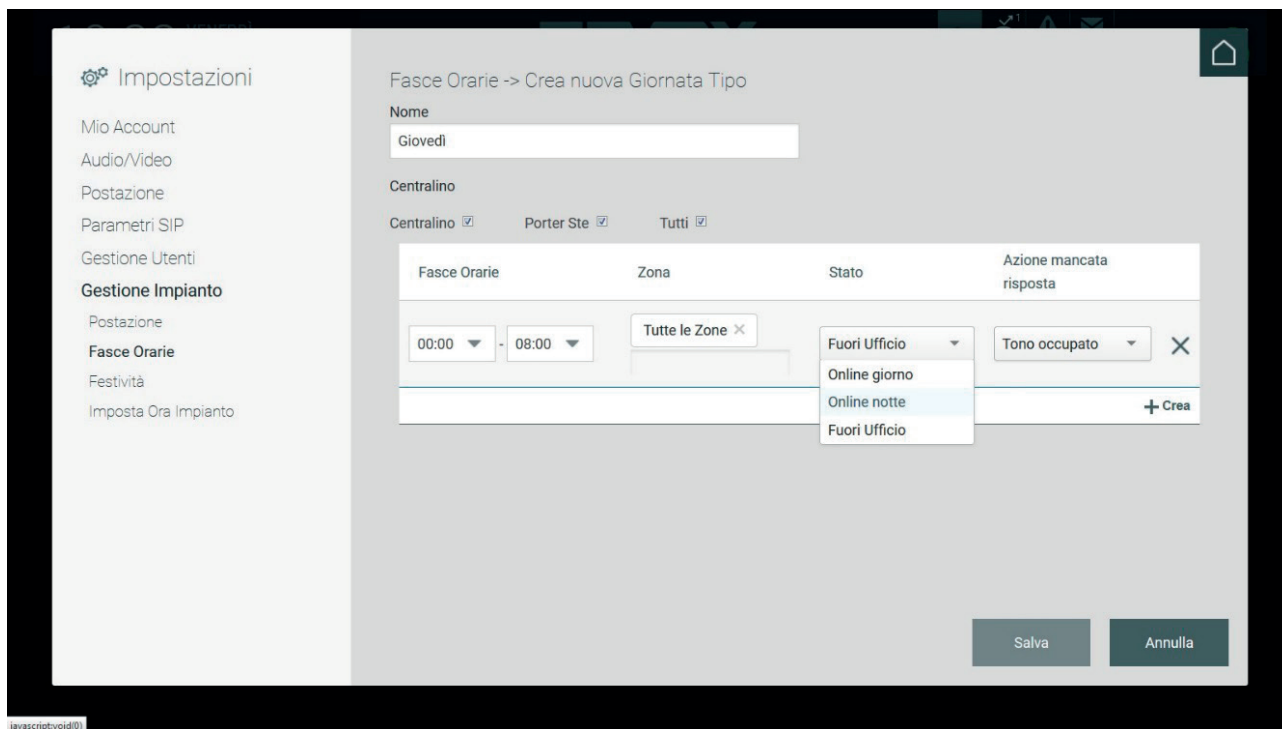 Impostazioni
Mio Account
Audio/Video
Postazione
Parametri SIP
Gestione Utenti
Gestione Impianto
Postazione
Fasce Orarie
Festività
Imposta Ora Impianto
Fasce Orarie -> Crea nuova Giornata Tipo
Nome
Giovedì
Centralino
Centralino Porter Ste Tutti
Fasce Orarie Zona Stato Azione mancata
risposta
00:00 - 08:00 Tutte le Zone Fuori Ufficio Tono occupato
Online giorno
Online notte
Fuori Ufficio
Crea
Salva Annulla
javascript:void(0)